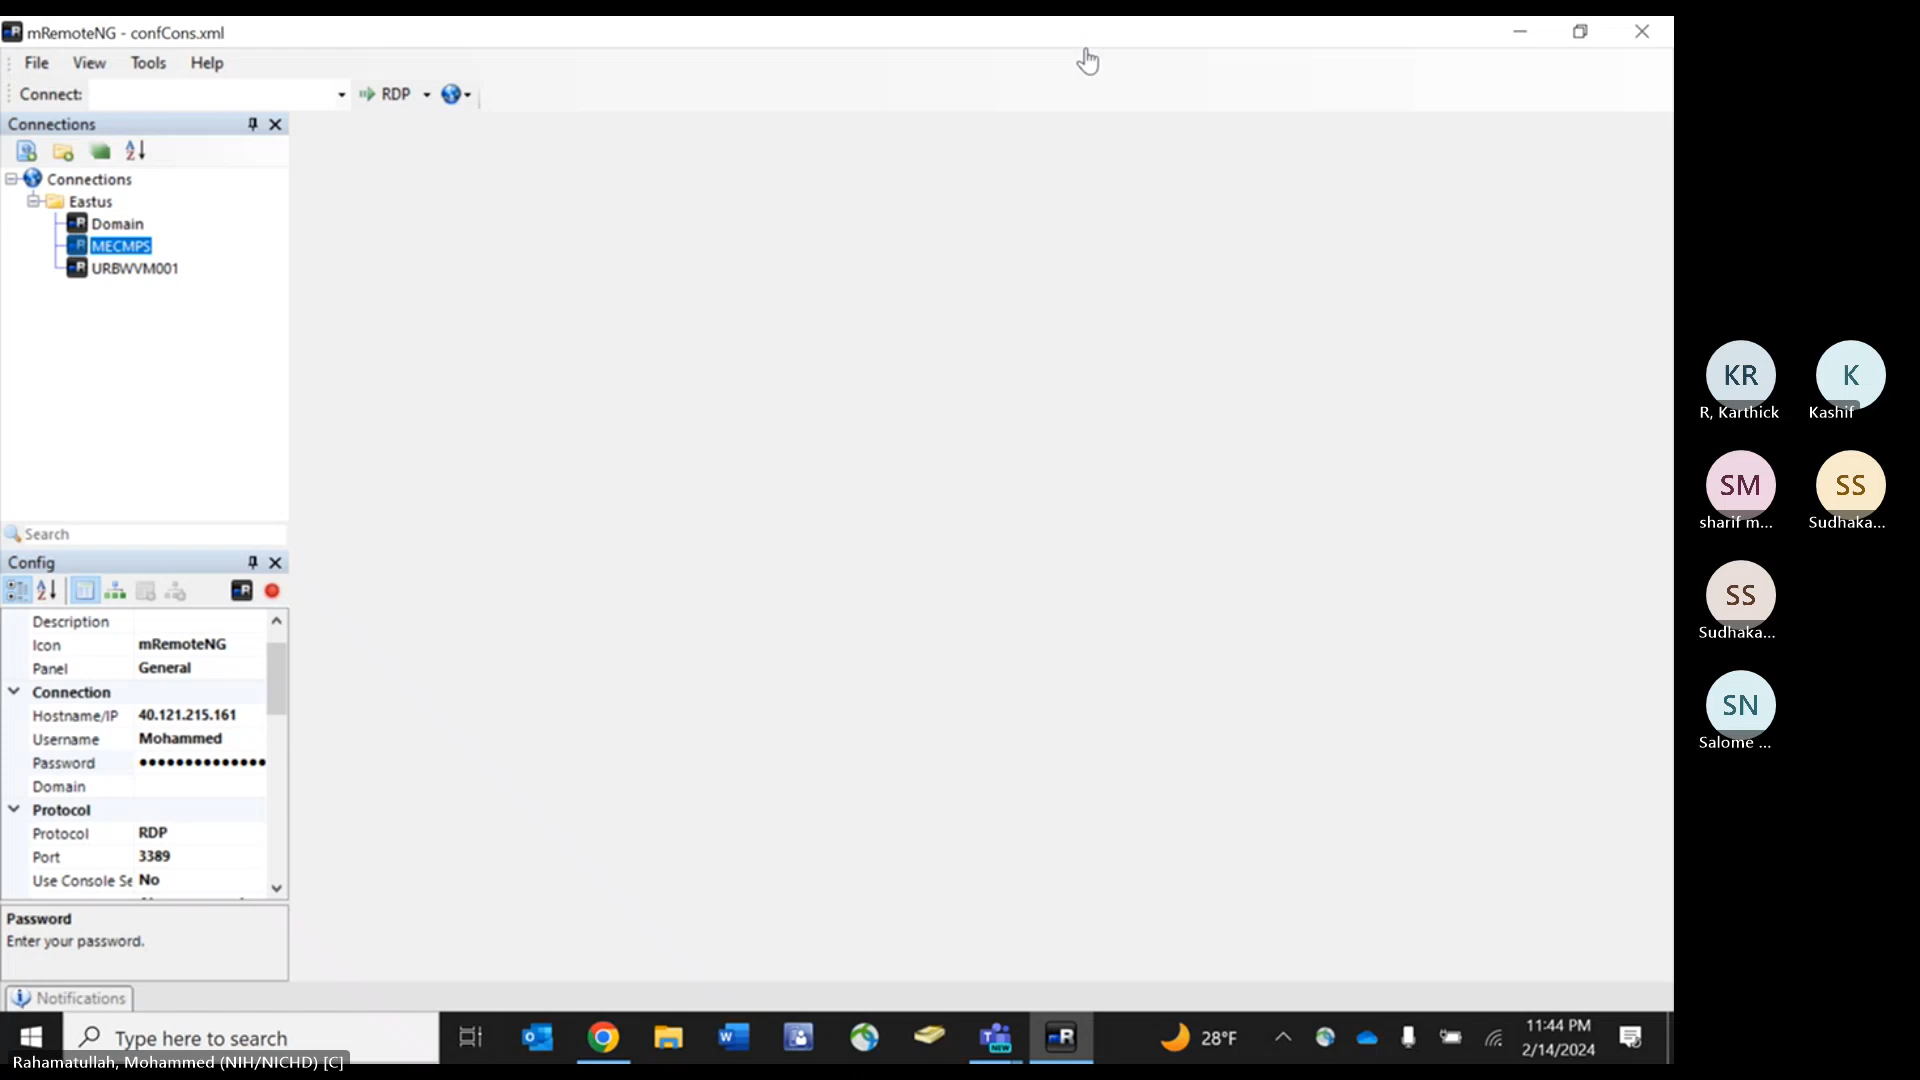 mRemoteNG - confCons.xml
File View Tools Help
Connect: RDP
Connections
Connections
Eastus
Domain
MECMPS
URBWVM001
Search
Config
Description
Icon mRemoteNG
Panel General
Connection
Hostname/IP 40.121.215.161
Username Mohammed
Password ••••••••••••••
Domain
Protocol
Protocol RDP
Port 3389
Use Console Se No
Password
Enter your password.
Notifications
Type here to search
28°F
11:44 PM
2/14/2024
Rahamatullah, Mohammed (NIH/NICHD) [C]
KR
R, Karthick
K
Kashif
SM
sharif m...
SS
Sudhaka...
SS
Sudhaka...
SN
Salome ...